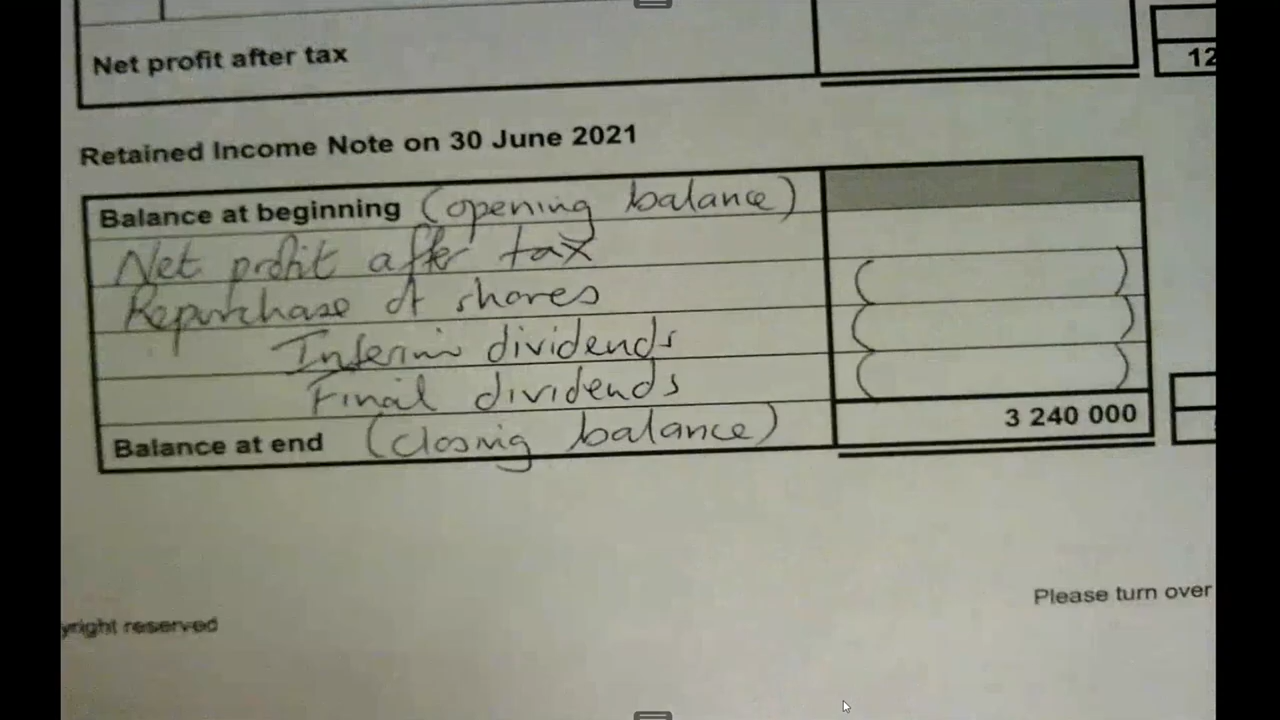 Net profit after tax
12
Retained Income Note on 30 June 2021
Balance at beginning (opening balance)
Net profit after tax
Repurchase of shares ( )
Interim dividends ( )
Final dividends ( )
Balance at end (closing balance) 3 240 000
Please turn over
yright reserved